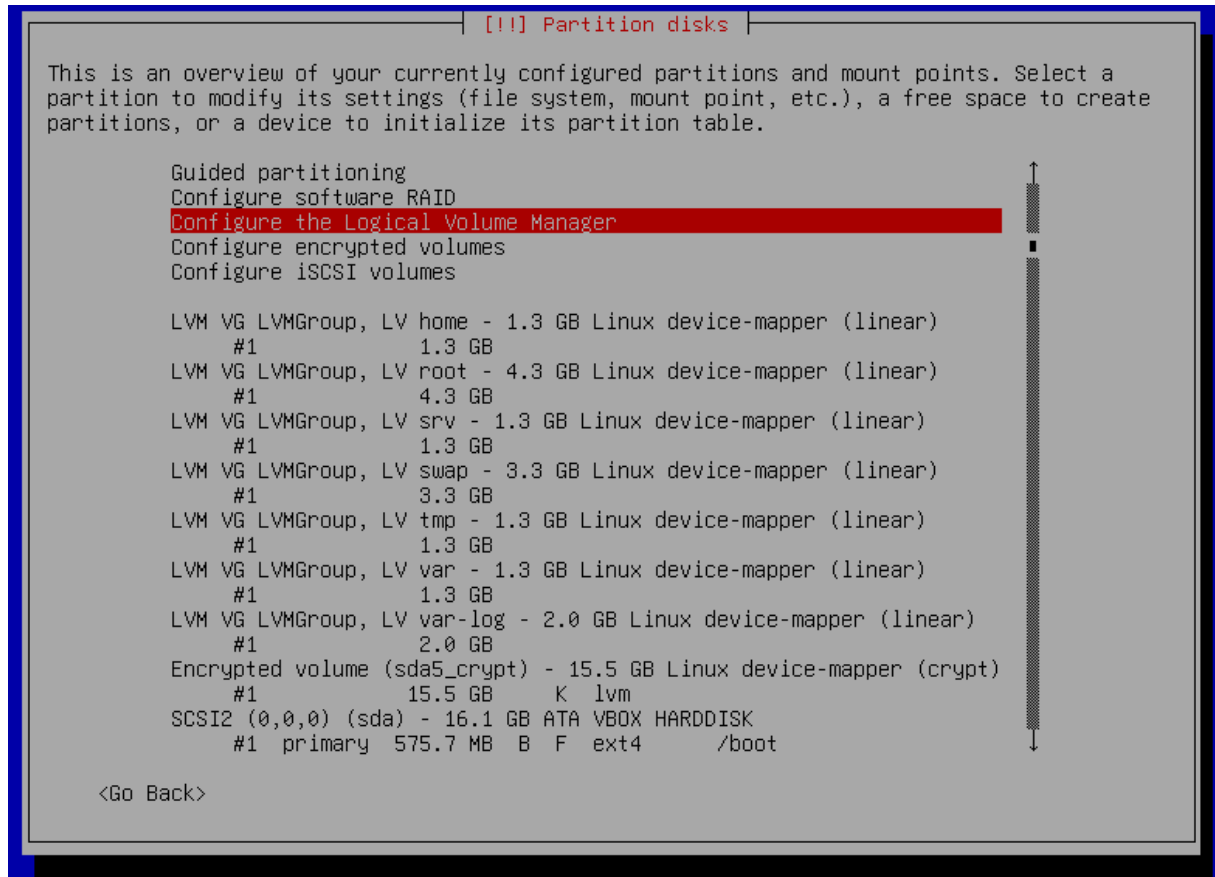 [!!] Partition disks
This is an overview of your currently configured partitions and mount points. Select a
partition to modify its settings (file system, mount point, etc.), a free space to create
partitions, or a device to initialize its partition table.
Guided partitioning
Configure software RAID
Configure the Logical Volume Manager
Configure encrypted volumes
Configure iSCSI volumes
LVM VG LVMGroup, LV home - 1.3 GB Linux device-mapper (linear)
#1 1.3 GB
LVM VG LVMGroup, LV root - 4.3 GB Linux device-mapper (linear)
#1 4.3 GB
LVM VG LVMGroup, LV srv - 1.3 GB Linux device-mapper (linear)
#1 1.3 GB
LVM VG LVMGroup, LV swap - 3.3 GB Linux device-mapper (linear)
#1 3.3 GB
LVM VG LVMGroup, LV tmp - 1.3 GB Linux device-mapper (linear)
#1 1.3 GB
LVM VG LVMGroup, LV var - 1.3 GB Linux device-mapper (linear)
#1 1.3 GB
LVM VG LVMGroup, LV var-log - 2.0 GB Linux device-mapper (linear)
#1 2.0 GB
Encrypted volume (sda5_crypt) - 15.5 GB Linux device-mapper (crypt)
#1 15.5 GB K lvm
SCSI2 (0,0,0) (sda) - 16.1 GB ATA VBOX HARDDISK
#1 primary 575.7 MB B F ext4 /boot
<Go Back>